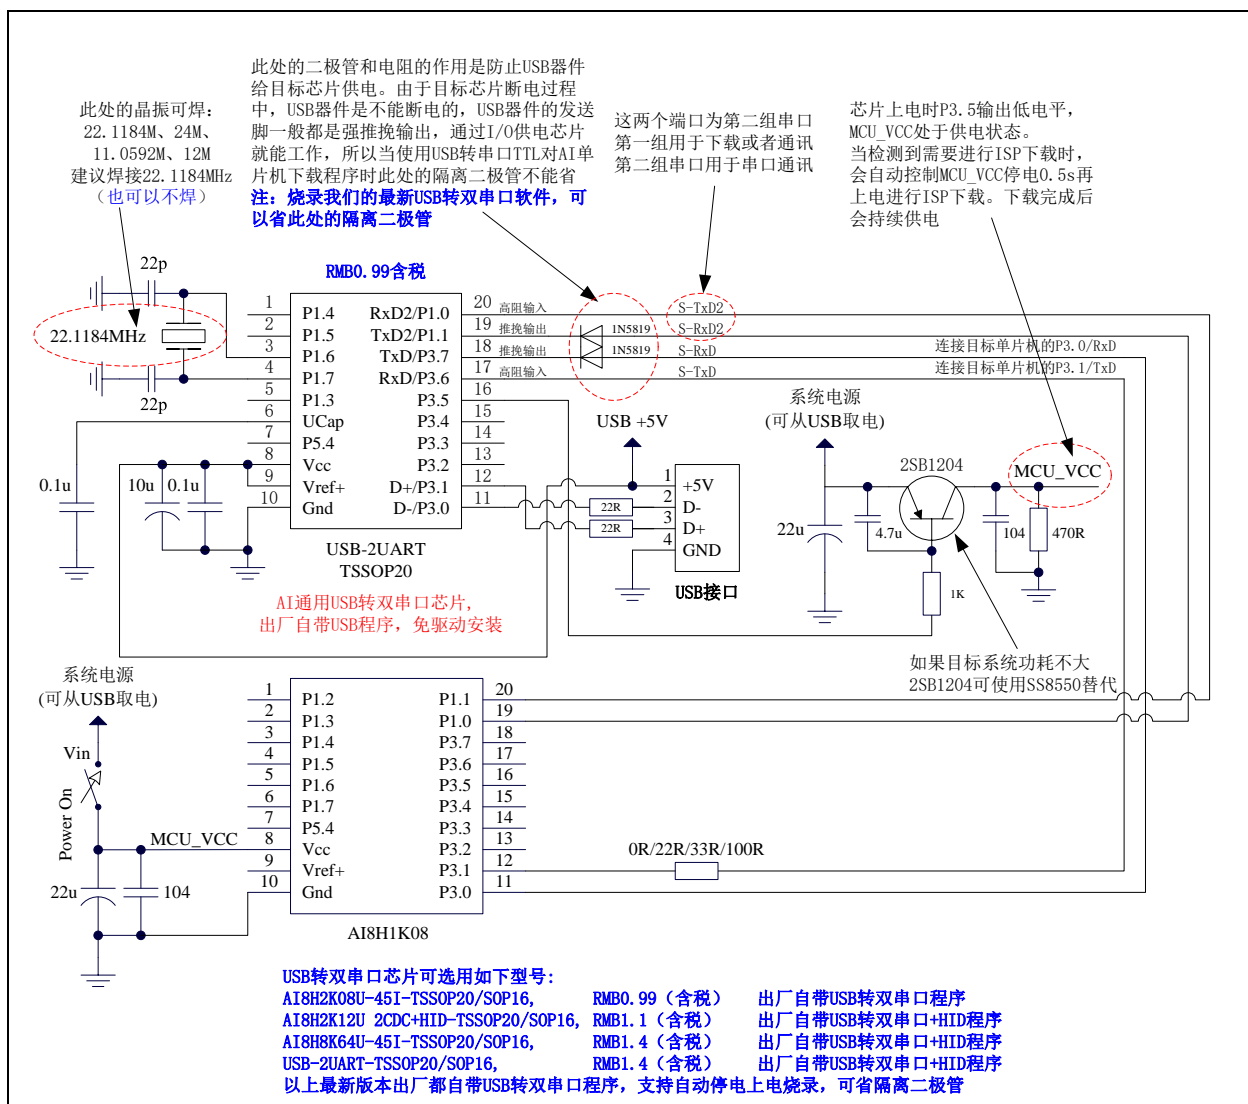 此处的二极管和电阻的作用是防止USB器件
给目标芯片供电。由于目标芯片断电过程
中，USB器件是不能断电的，USB器件的发送
脚一般都是强推挽输出，通过I/O供电芯片
就能工作，所以当使用USB转串口TTL对AI单
片机下载程序时此处的隔离二极管不能省
注：烧录我们的最新USB转双串口软件，可
以省此处的隔离二极管
此处的晶振可焊：
22.1184M、24M、
11.0592M、12M
建议焊接22.1184MHz
（也可以不焊）
这两个端口为第二组串口
第一组用于下载或者通讯
第二组串口用于串口通讯
芯片上电时P3.5输出低电平，
MCU_VCC处于供电状态。
当检测到需要进行ISP下载时，
会自动控制MCU_VCC停电0.5s再
上电进行ISP下载。下载完成后
会持续供电
22p
22.1184MHz
22p
RMB0.99含税
1 P1.4
2 P1.5
3 P1.6
4 P1.7
5 P1.3
6 UCap
7 P5.4
8 Vcc
9 Vref+
10 Gnd
RxD2/P1.0 20 高阻输入 S-TxD2
TxD2/P1.1 19 推挽输出 1N5819 S-RxD2
TxD/P3.7 18 推挽输出 1N5819 S-RxD 连接目标单片机的P3.0/RxD
RxD/P3.6 17 高阻输入 S-TxD 连接目标单片机的P3.1/TxD
P3.5 16
P3.4 15
P3.3 14
P3.2 13
D+/P3.1 12
D-/P3.0 11
USB-2UART
TSSOP20
0.1u
10u
0.1u
AI通用USB转双串口芯片，
出厂自带USB程序，免驱动安装
USB +5V
22R
22R
1 +5V
2 D-
3 D+
4 GND
USB接口
系统电源
(可从USB取电)
2SB1204
MCU_VCC
22u
4.7u
104
470R
1K
如果目标系统功耗不大
2SB1204可使用SS8550替代
系统电源
(可从USB取电)
Vin
Power On
MCU_VCC
22u
104
1 P1.2
2 P1.3
3 P1.4
4 P1.5
5 P1.6
6 P1.7
7 P5.4
8 Vcc
9 Vref+
10 Gnd
P1.1 20
P1.0 19
P3.7 18
P3.6 17
P3.5 16
P3.4 15
P3.3 14
P3.2 13
P3.1 12
P3.0 11
0R/22R/33R/100R
AI8H1K08
USB转双串口芯片可选用如下型号:
AI8H2K08U-45I-TSSOP20/SOP16, RMB0.99（含税） 出厂自带USB转双串口程序
AI8H2K12U 2CDC+HID-TSSOP20/SOP16, RMB1.1（含税） 出厂自带USB转双串口+HID程序
AI8H8K64U-45I-TSSOP20/SOP16, RMB1.4（含税） 出厂自带USB转双串口+HID程序
USB-2UART-TSSOP20/SOP16, RMB1.4（含税） 出厂自带USB转双串口+HID程序
以上最新版本出厂都自带USB转双串口程序，支持自动停电上电烧录，可省隔离二极管